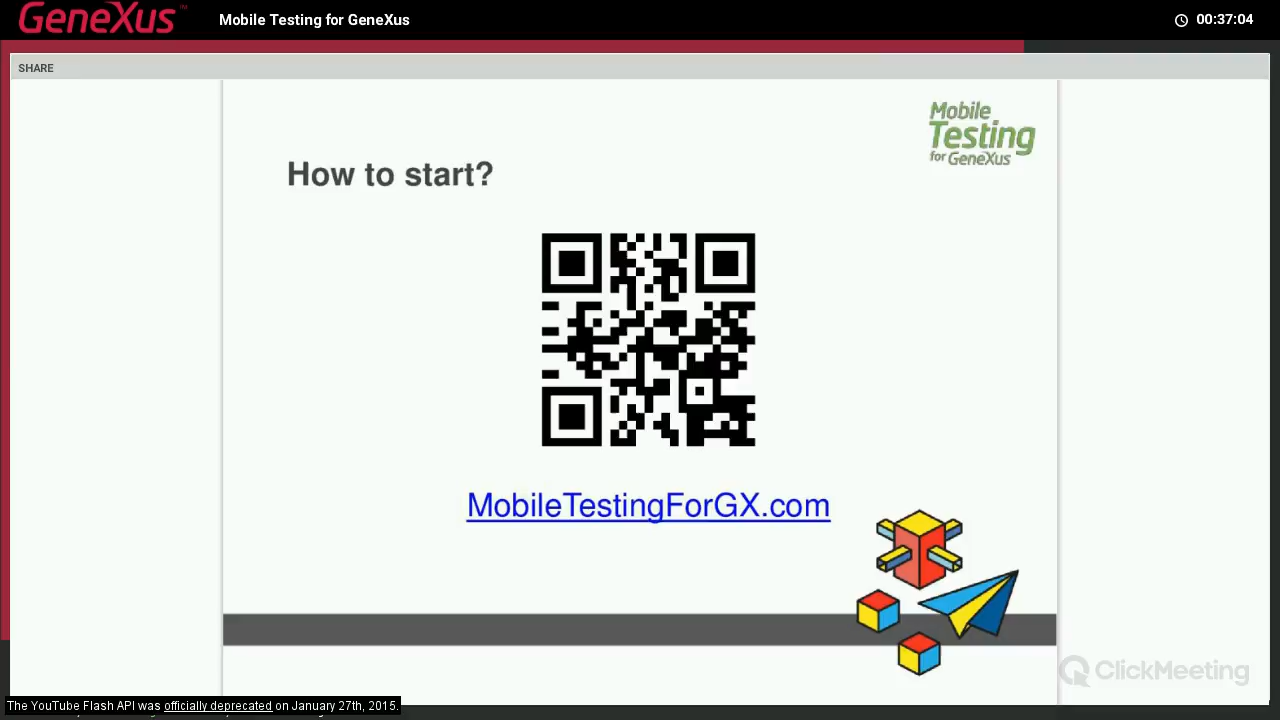 GeneXus™
Mobile Testing for GeneXus
00:37:04
SHARE
Mobile
Testing
for GeneXus
How to start?
MobileTestingForGX.com
ClickMeeting
The YouTube Flash API was officially deprecated on January 27th, 2015.